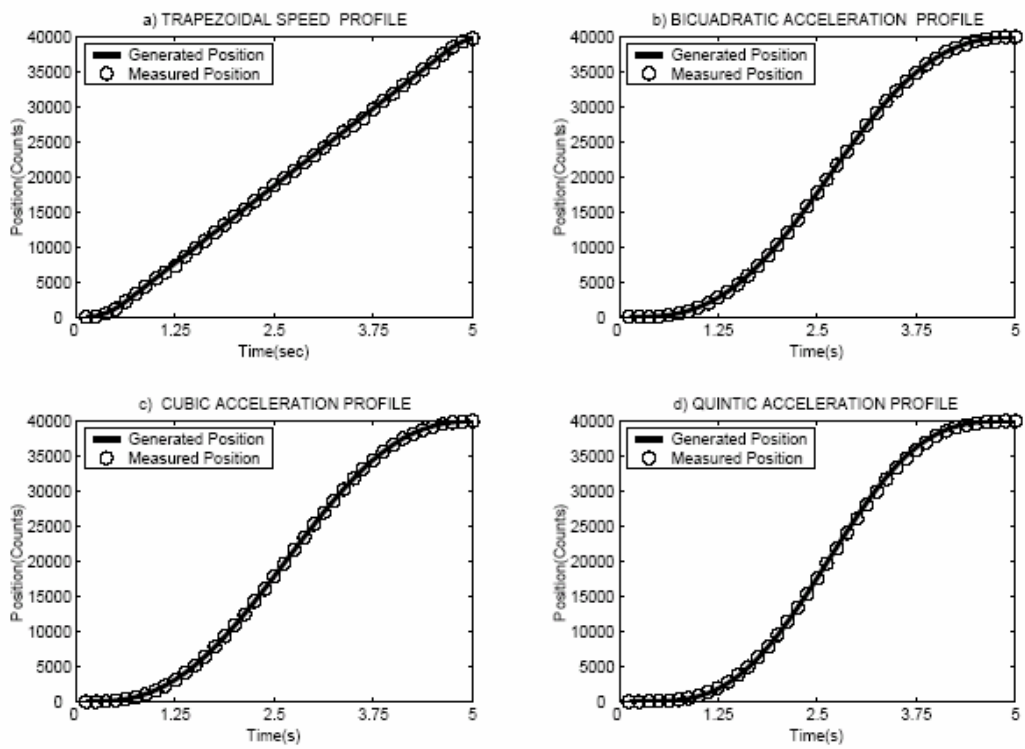 a) TRAPEZOIDAL SPEED PROFILE
40000
35000
30000
25000
20000
15000
10000
5000
0
Position(Counts)
Generated Position
Measured Position
0 1.25 2.5 3.75 5
Time(sec)
b) BICUADRATIC ACCELERATION PROFILE
40000
35000
30000
25000
20000
15000
10000
5000
0
Position(Counts)
Generated Position
Measured Position
0 1.25 2.5 3.75 5
Time(s)
c) CUBIC ACCELERATION PROFILE
40000
35000
30000
25000
20000
15000
10000
5000
0
Position(Counts)
Generated Position
Measured Position
0 1.25 2.5 3.75 5
Time(s)
d) QUINTIC ACCELERATION PROFILE
40000
35000
30000
25000
20000
15000
10000
5000
0
Position(Counts)
Generated Position
Measured Position
0 1.25 2.5 3.75 5
Time(s)